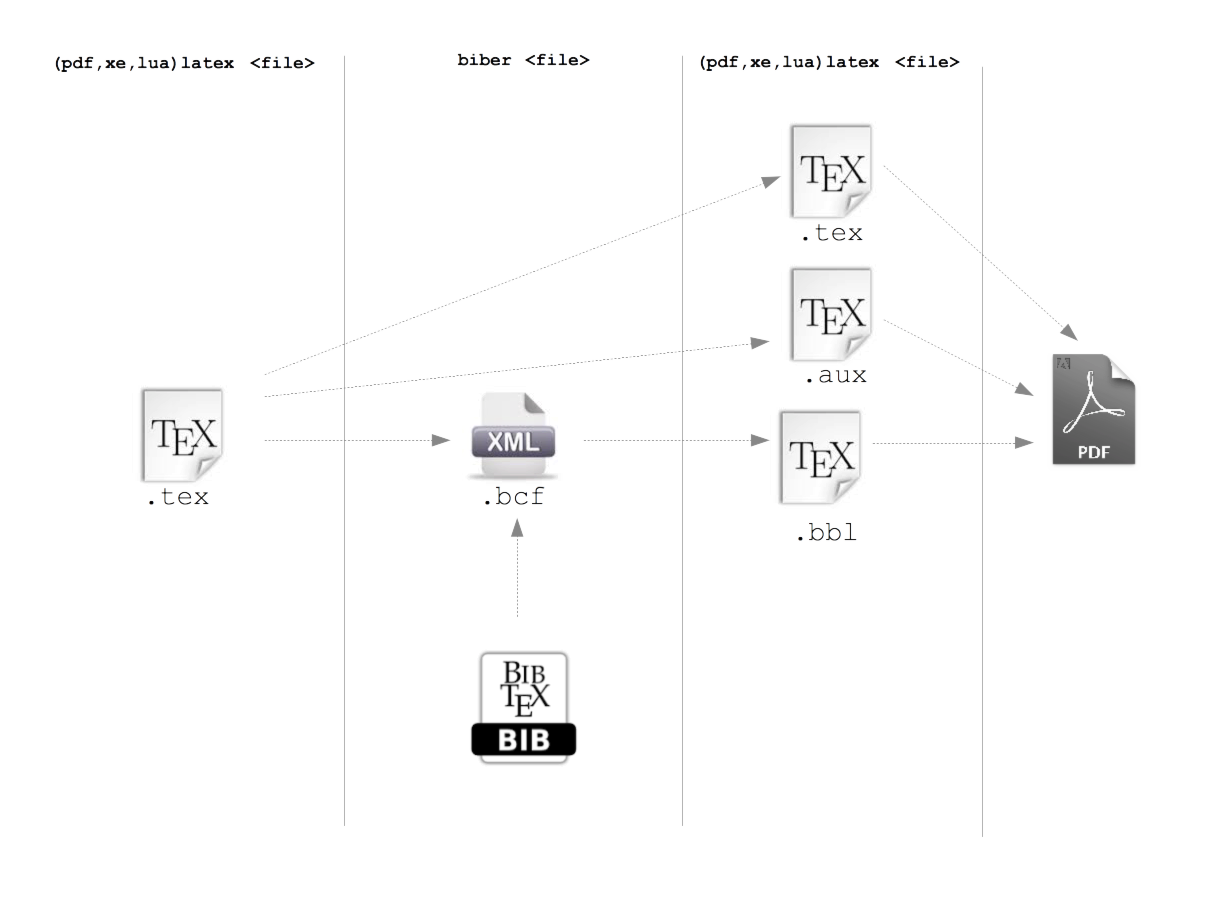 (pdf,xe,lua)latex <file>
biber <file>
(pdf,xe,lua)latex <file>
TEX
.tex
TEX
.aux
TEX
.tex
XML
.bcf
TEX
.bbl
PDF
BIB
TEX
BIB